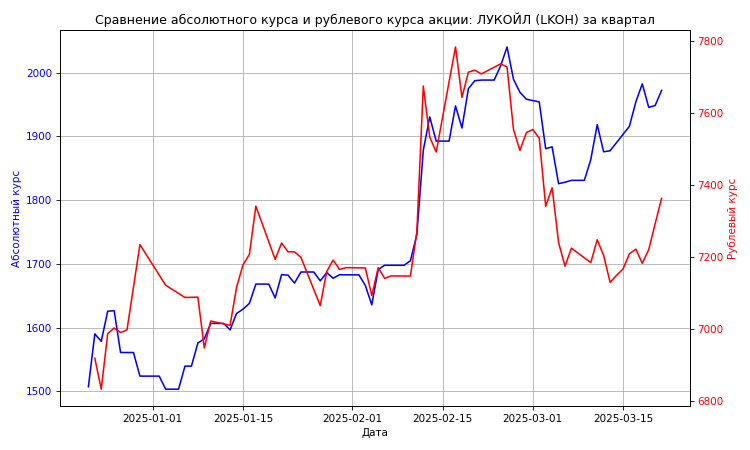 Сравнение абсолютного курса и рублевого курса акции: ЛУКОЙЛ (LKOH) за квартал
2000
1900
1800
1700
1600
1500
Абсолютный курс
7800
7600
7400
7200
7000
6800
Рублевый курс
2025-01-01 2025-01-15 2025-02-01 2025-02-15 2025-03-01 2025-03-15
Дата